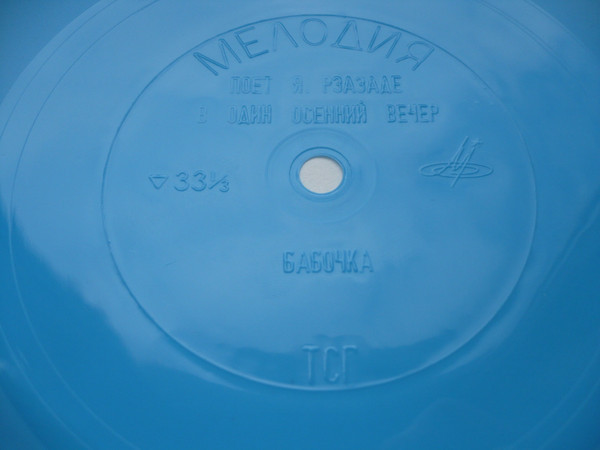 МЕЛОДИЯ
ПОЕТ Я. РЗАЗАДЕ
В ОДИН ОСЕННИЙ ВЕЧЕР
▽ 33⅓
БАБОЧКА
ТСГ